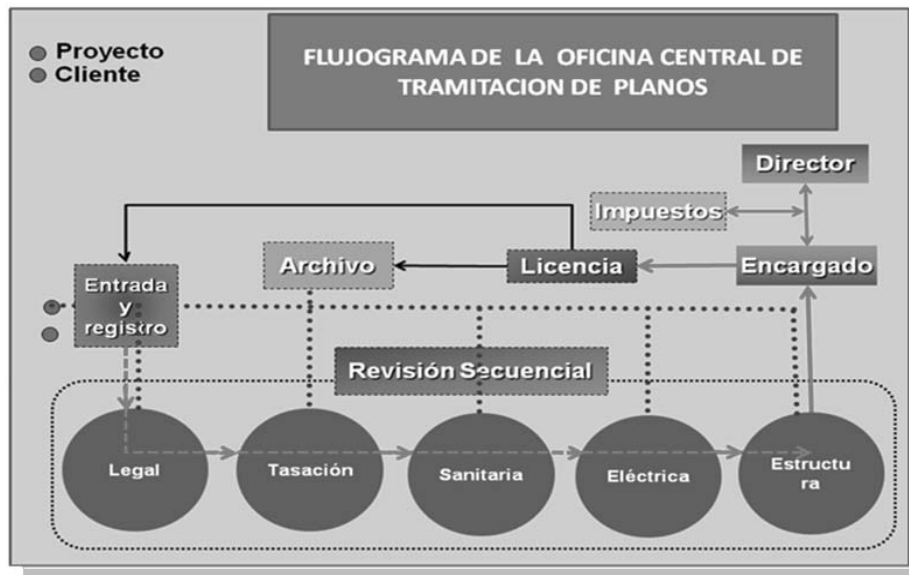 Proyecto
Cliente
FLUJOGRAMA DE LA OFICINA CENTRAL DE
TRAMITACION DE PLANOS
Director
Impuestos
Archivo
Licencia
Encargado
Entrada
y
registro
Revisión Secuencial
Legal
Tasación
Sanitaria
Eléctrica
Estructu
ra